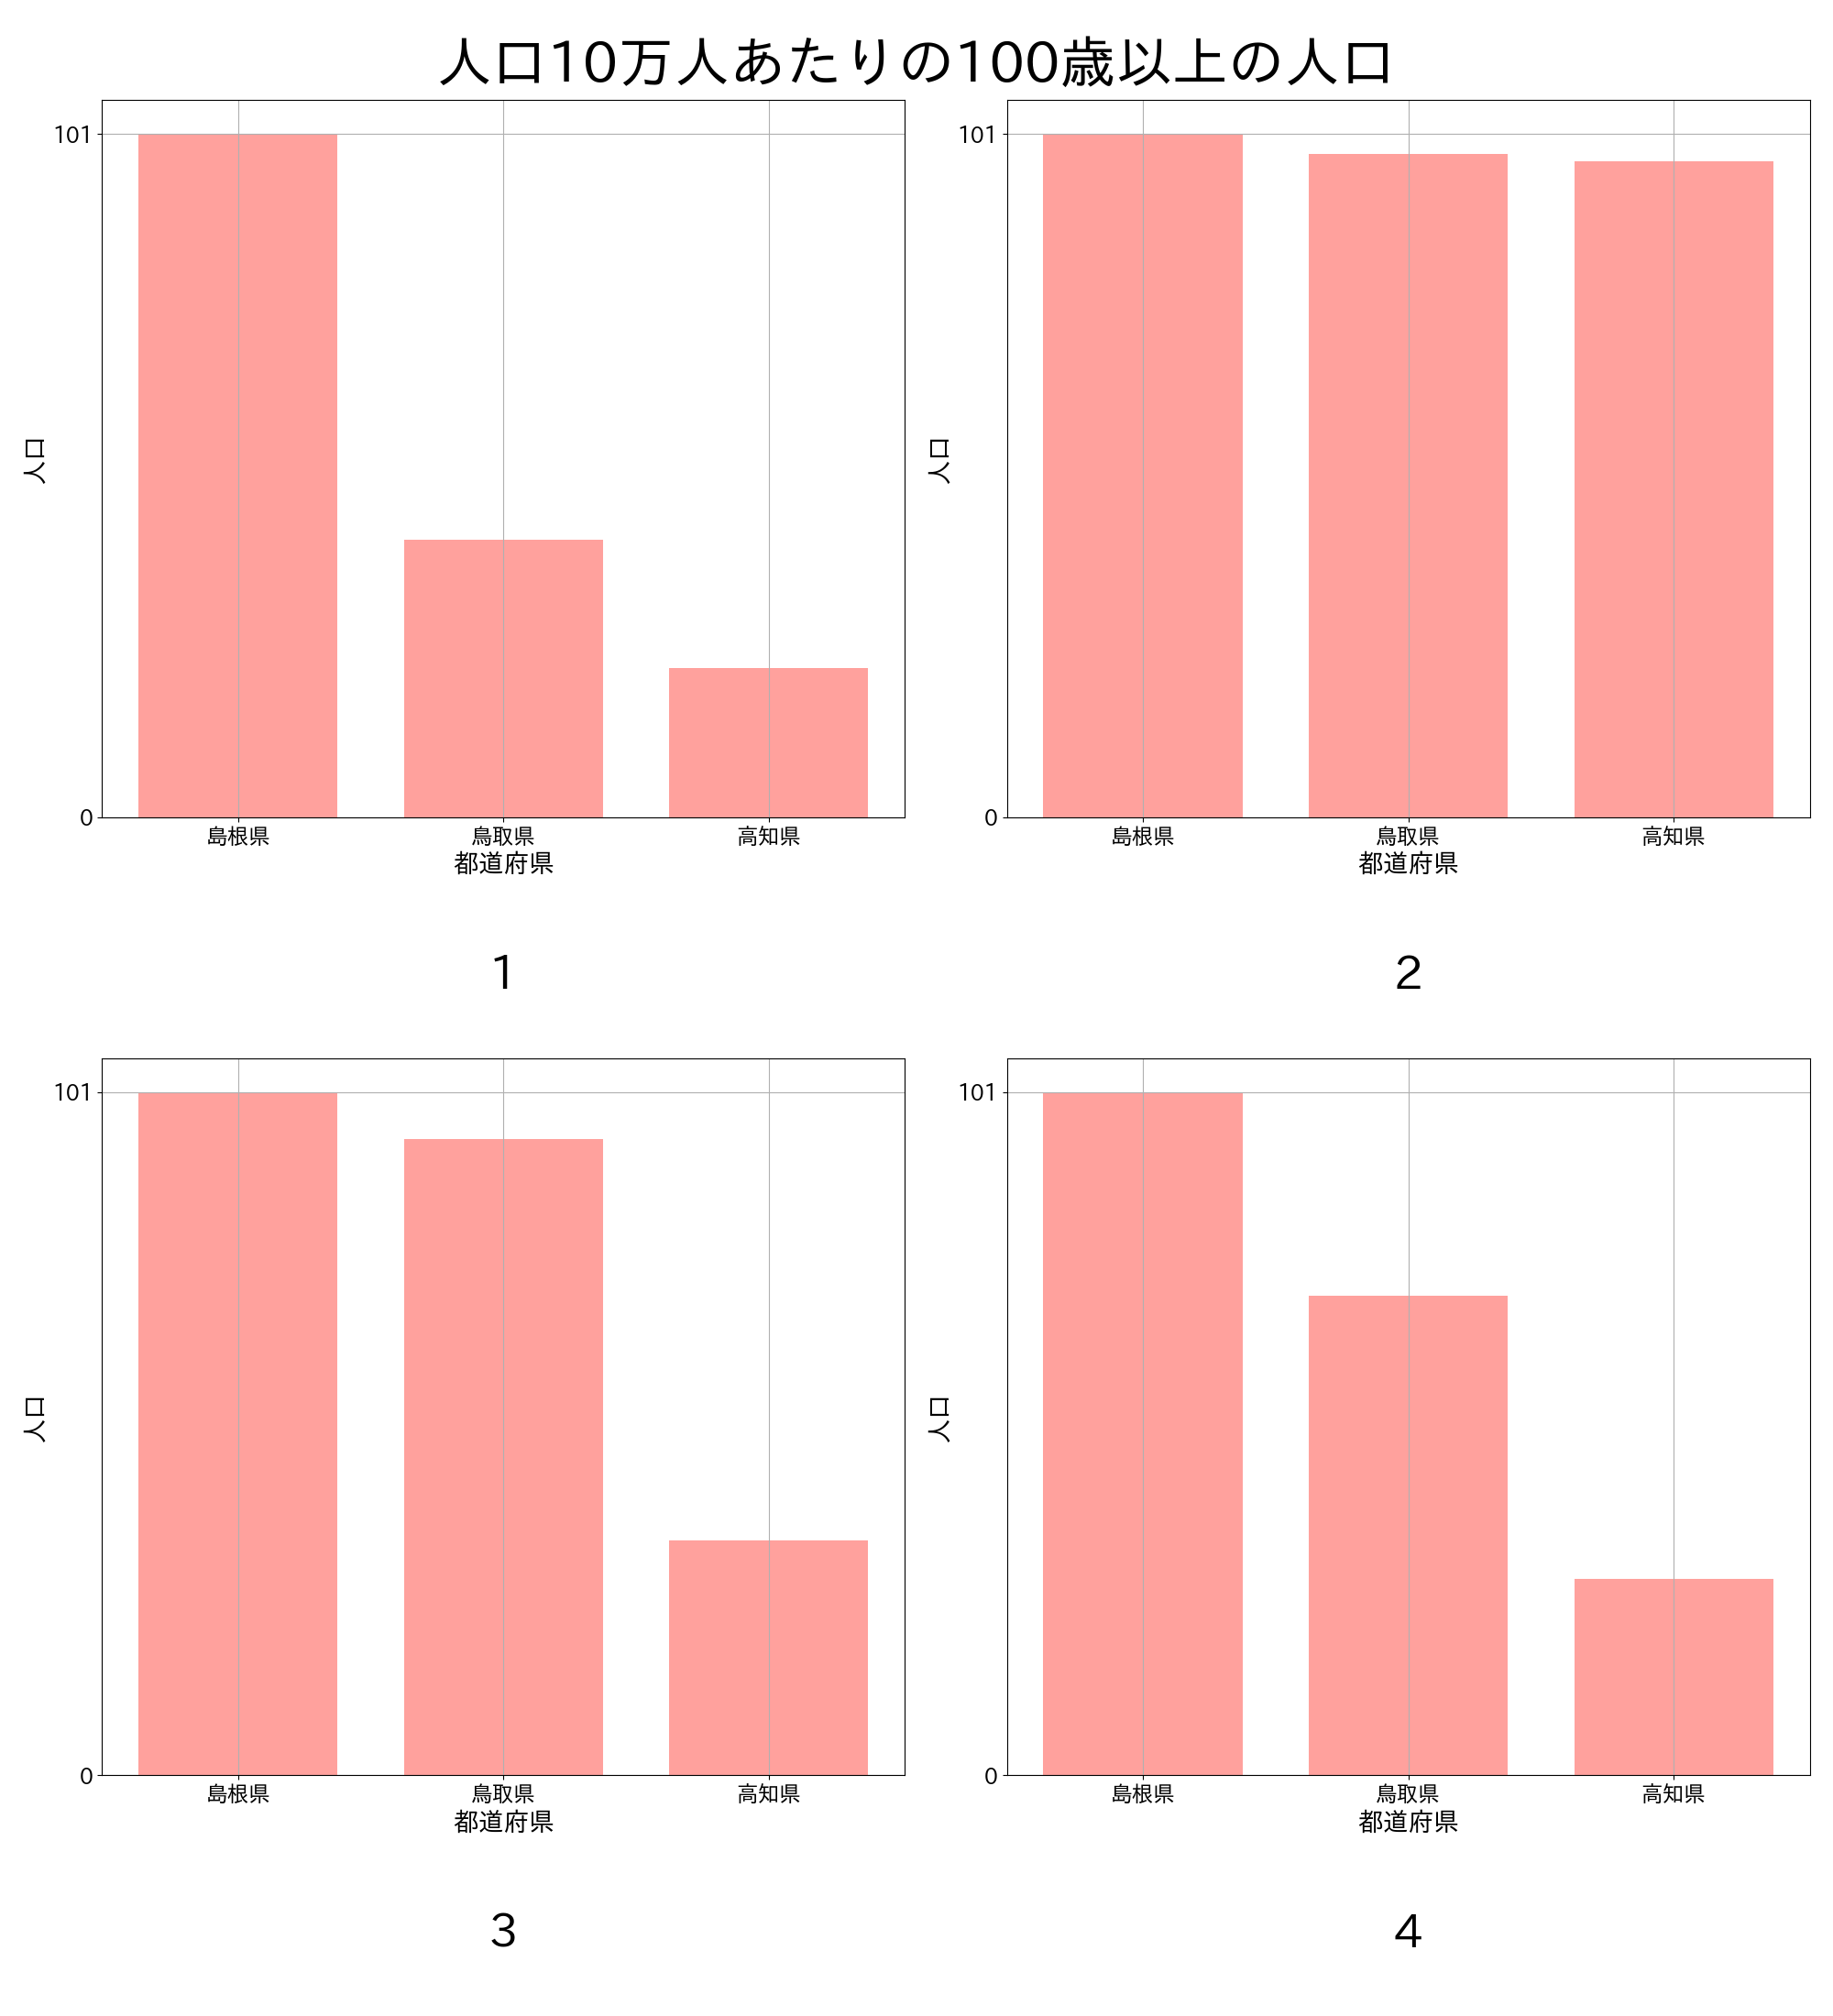 人口10万人あたりの100歳以上の人口
101
0
人口
島根県 鳥取県 高知県
都道府県
1
101
0
人口
島根県 鳥取県 高知県
都道府県
2
101
0
人口
島根県 鳥取県 高知県
都道府県
3
101
0
人口
島根県 鳥取県 高知県
都道府県
4